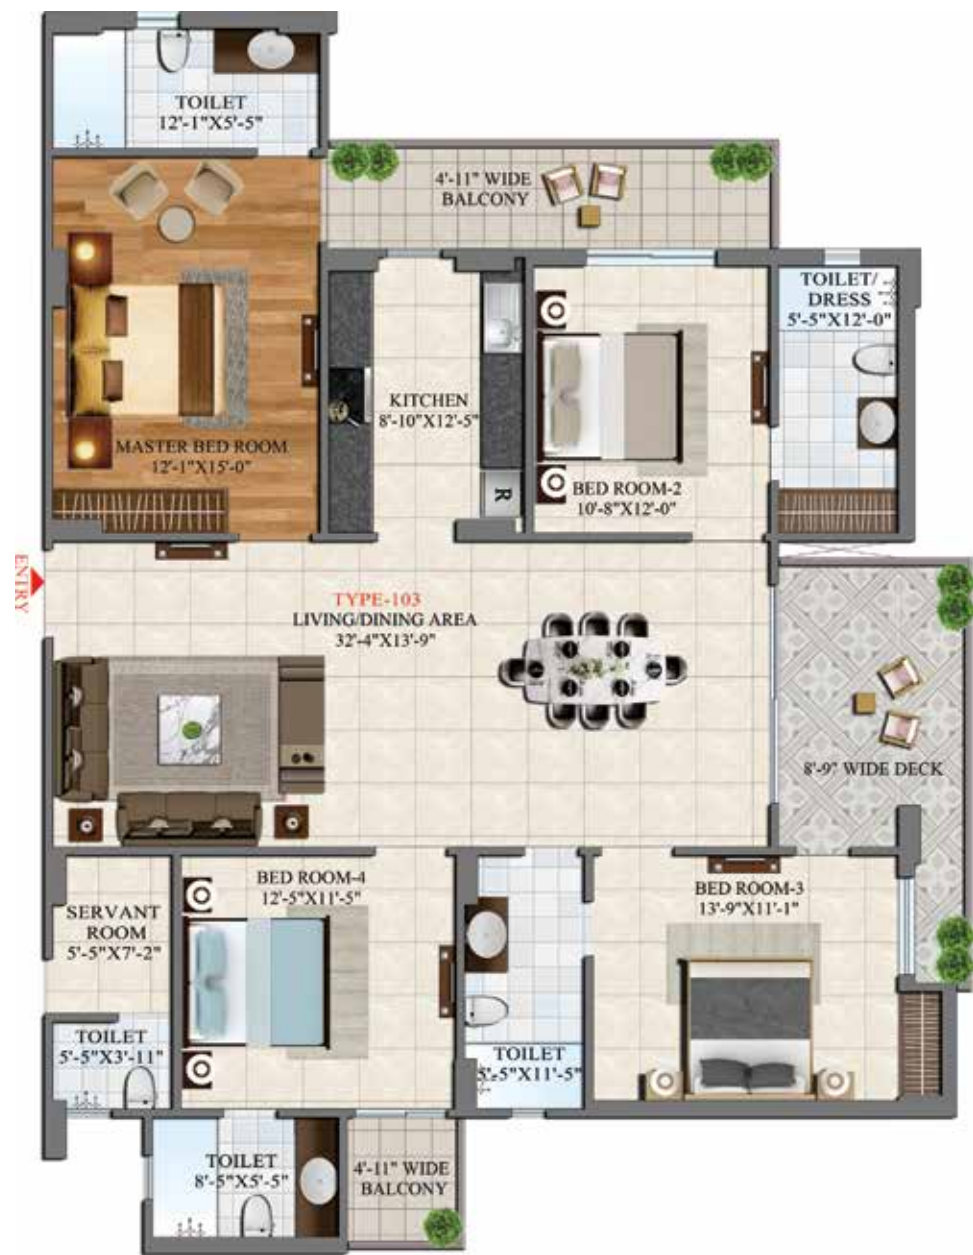 TOILET
12'-1"X5'-5"
4'-11" WIDE
BALCONY
TOILET/
DRESS
5'-5"X12'-0"
KITCHEN
8'-10"X12'-5"
MASTER BED ROOM
12'-1"X15'-0"
BED ROOM-2
10'-8"X12'-0"
R
ENTRY
TYPE-103
LIVING/DINING AREA
32'-4"X13'-9"
8'-9" WIDE DECK
BED ROOM-4
12'-5"X11'-5"
BED ROOM-3
13'-9"X11'-1"
SERVANT
ROOM
5'-5"X7'-2"
TOILET
5'-5"X3'-11"
TOILET
5'-5"X11'-5"
TOILET
8'-5"X5'-5"
4'-11" WIDE
BALCONY